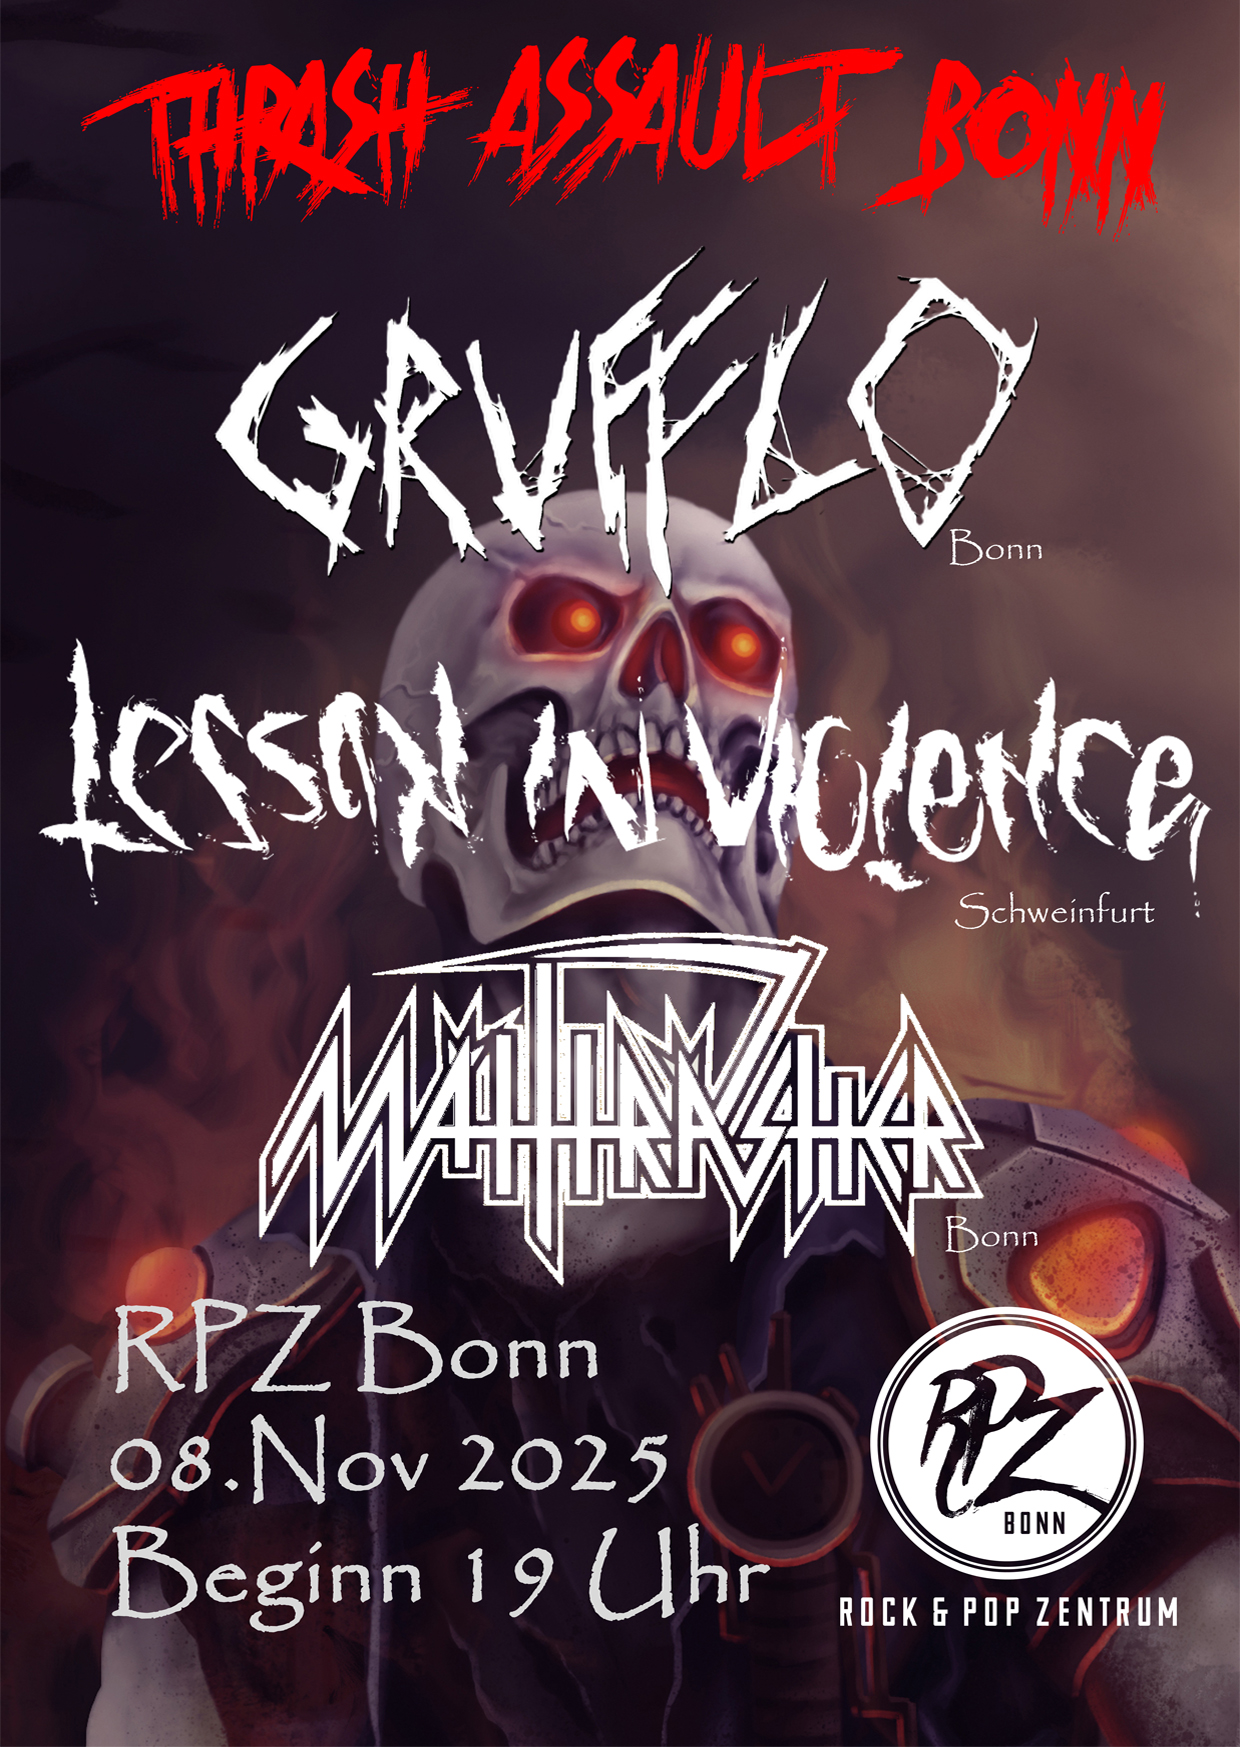 THRASH ASSAULT BONN
GRUFFLO
Bonn
Lesson in Violence
Schweinfurt
MÄTTHRÄSHER
Bonn
RPZ Bonn
08.Nov 2025
Beginn 19 Uhr
RPZ
BONN
ROCK & POP ZENTRUM